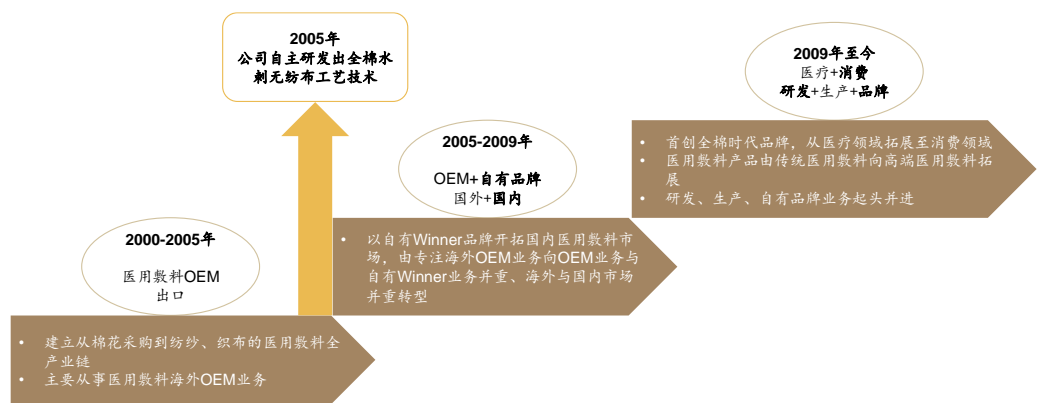 2005年
公司自主研发出全棉水
刺无纺布工艺技术
2009年至今
医疗+消费
研发+生产+品牌
2005-2009年
OEM+自有品牌
国外+国内
• 首创全棉时代品牌，从医疗领域拓展至消费领域
• 医用敷料产品由传统医用敷料向高端医用敷料拓
展
• 研发、生产、自有品牌业务起头并进
2000-2005年
医用敷料OEM
出口
• 以自有Winner品牌开拓国内医用敷料市
场，由专注海外OEM业务向OEM业务与
自有Winner业务并重、海外与国内市场
并重转型
• 建立从棉花采购到纺纱、织布的医用敷料全
产业链
• 主要从事医用敷料海外OEM业务